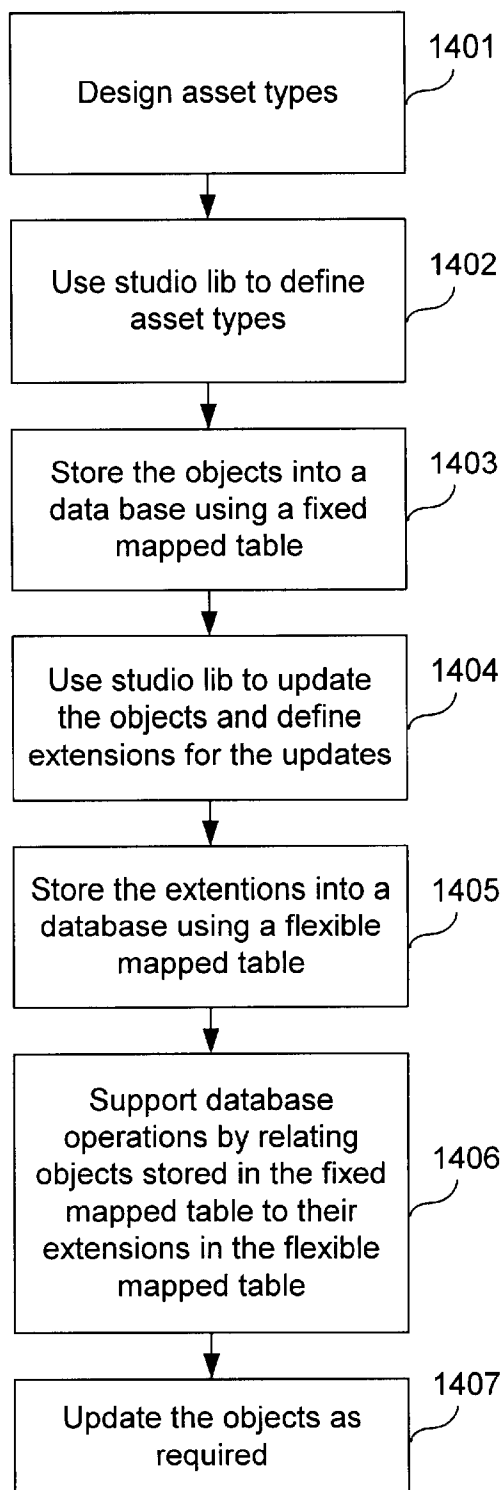 1401
Design asset types
1402
Use studio lib to define
asset types
1403
Store the objects into a
data base using a fixed
mapped table
1404
Use studio lib to update
the objects and define
extensions for the updates
1405
Store the extentions into a
database using a flexible
mapped table
Support database
operations by relating
objects stored in the fixed
mapped table to their
extensions in the flexible
mapped table
1406
1407
Update the objects as
required